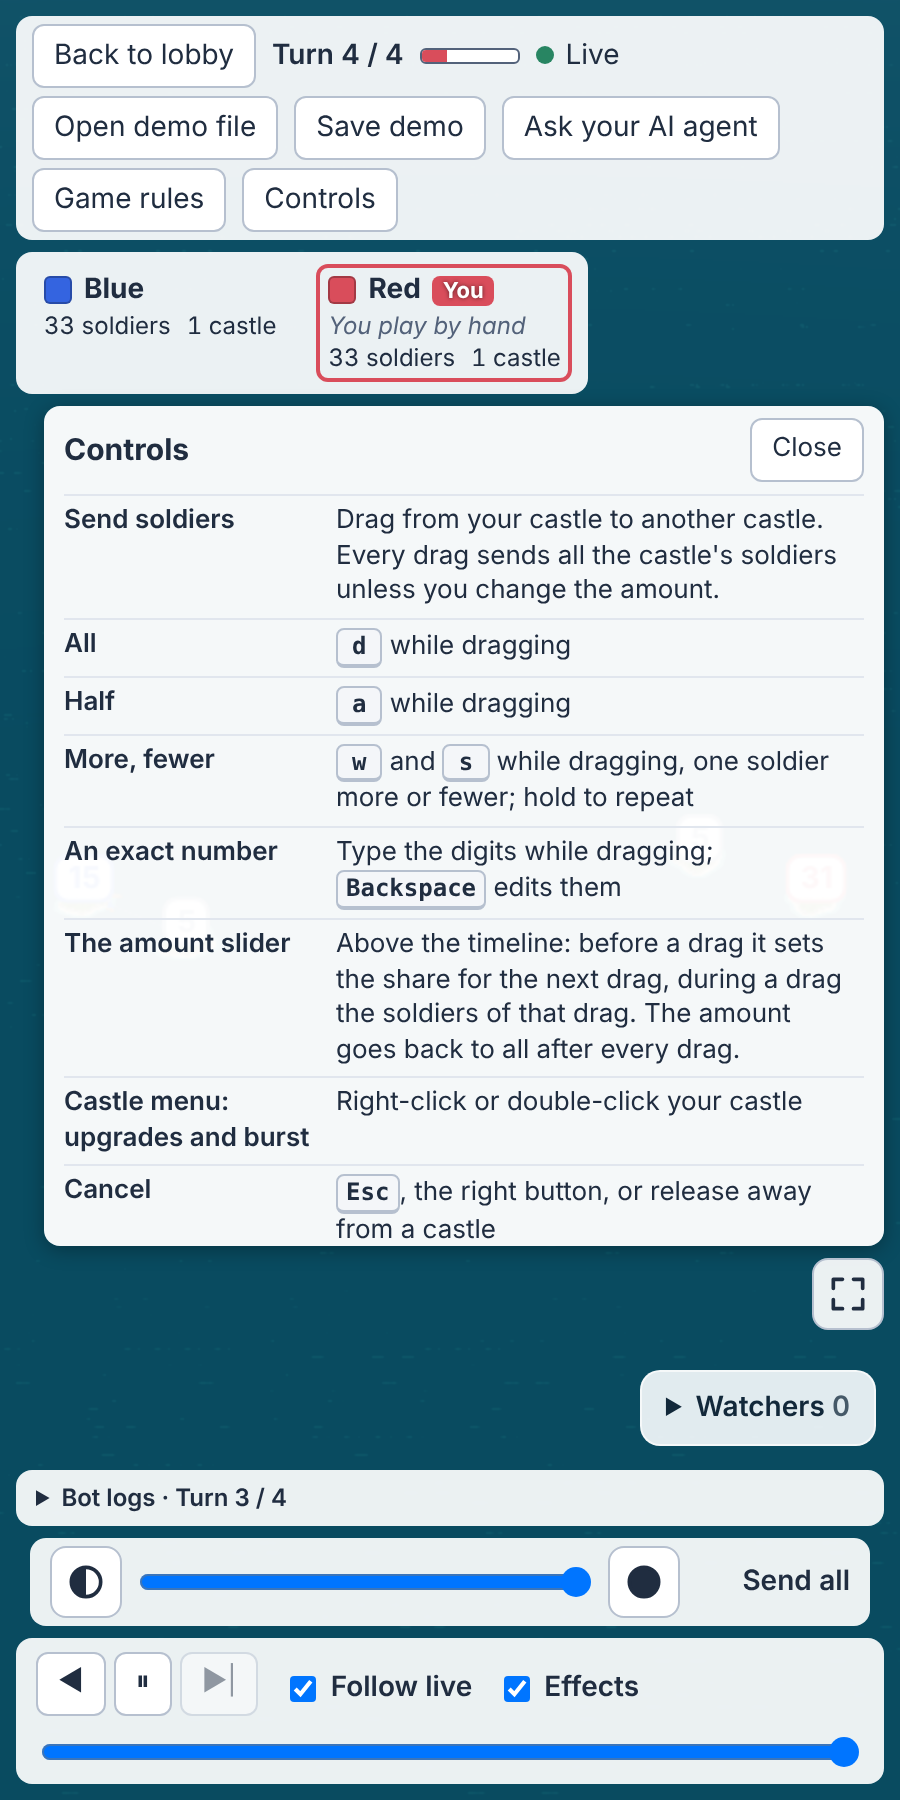 Back to lobby
Turn 4 / 4
Live
Open demo file
Save demo
Ask your AI agent
Game rules
Controls
Blue
33 soldiers 1 castle
Red You
You play by hand
33 soldiers 1 castle
Controls
Close
Send soldiers
Drag from your castle to another castle.
Every drag sends all the castle's soldiers
unless you change the amount.
All
d while dragging
Half
a while dragging
More, fewer
w and s while dragging, one soldier
more or fewer; hold to repeat
An exact number
Type the digits while dragging;
Backspace edits them
15
31
The amount slider
Above the timeline: before a drag it sets
the share for the next drag, during a drag
the soldiers of that drag. The amount
goes back to all after every drag.
Castle menu:
upgrades and burst
Right-click or double-click your castle
Cancel
Esc, the right button, or release away
from a castle
Watchers 0
Bot logs · Turn 3 / 4
Send all
Follow live
Effects